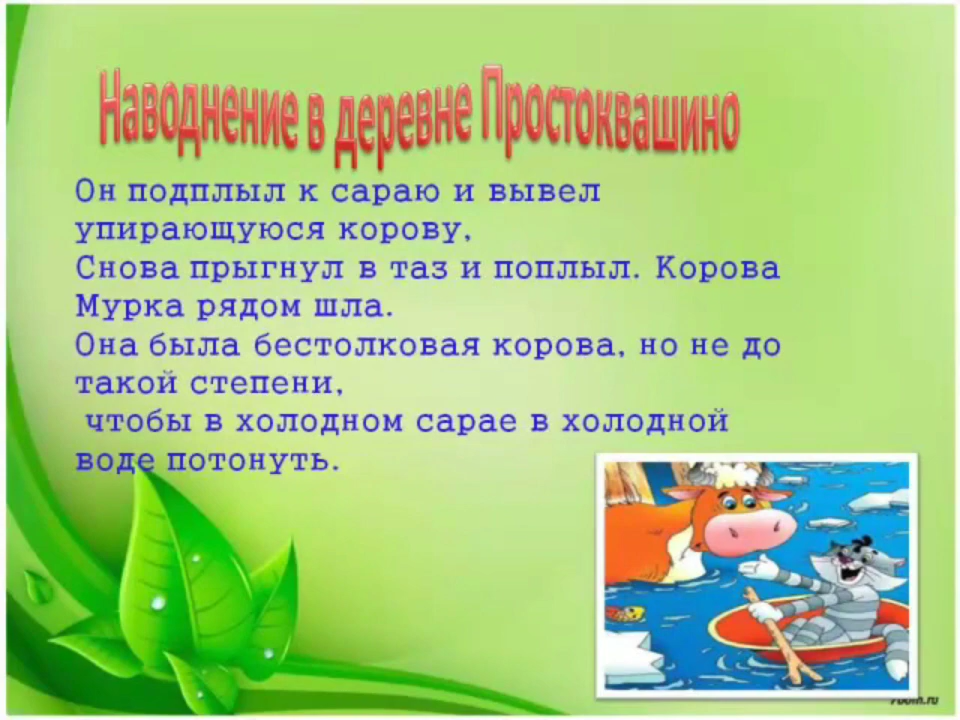 Наводнение в деревне Простоквашино
Он подплыл к сараю и вывел
упирающуюся корову,
Снова прыгнул в таз и поплыл. Корова
Мурка рядом шла.
Она была бестолковая корова, но не до
такой степени,
чтобы в холодном сарае в холодной
воде потонуть.